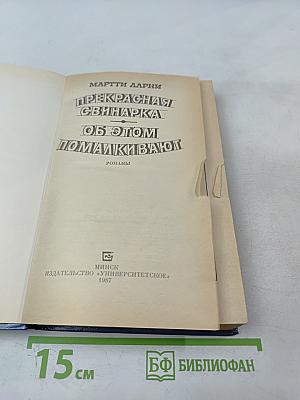 МАРТТИ ЛАРНИ
ПРЕКРАСНАЯ
СВИНАРКА
ОБ ЭТОМ
ПОМАЛКИВАЮТ
РОМАНЫ
МИНСК
ИЗДАТЕЛЬСТВО «УНИВЕРСИТЕТСКОЕ»
1987
15 см
БФ БИБЛИОФАН